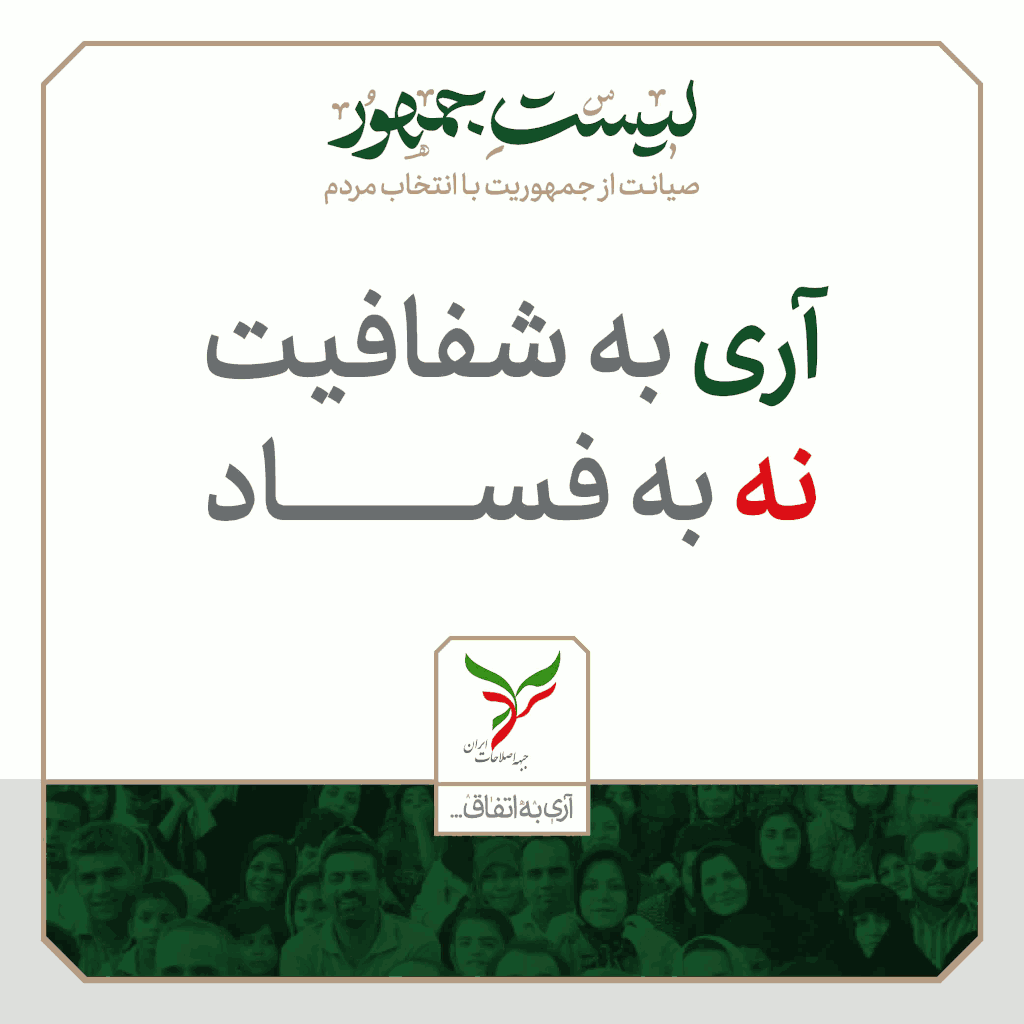 لیستِ جمهور
صیانت از جمهوریت با انتخاب مردم
آری به شفافیت
نه به فســـــاد
جبهه اصلاحات ایران
آری به اتفاق...